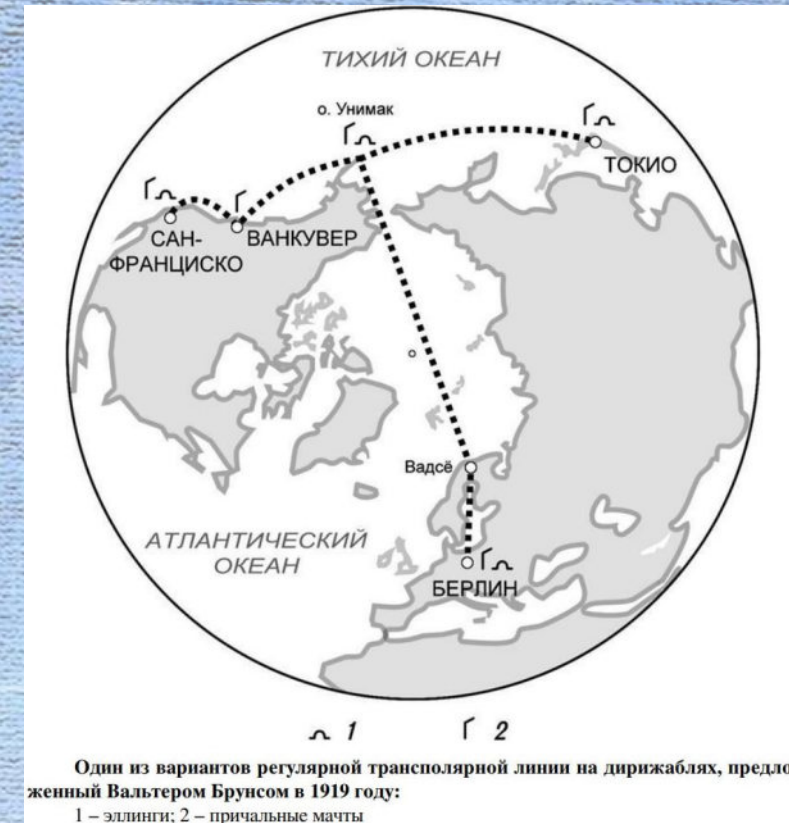 ТИХИЙ ОКЕАН
о. Унимак
ТОКИО
САН-
ФРАНЦИСКО
ВАНКУВЕР
Вадсё
АТЛАНТИЧЕСКИЙ
ОКЕАН
БЕРЛИН
1 2
Один из вариантов регулярной трансполярной линии на дирижаблях, предло-
женный Вальтером Брунсом в 1919 году:
1 – эллинги; 2 – причальные мачты